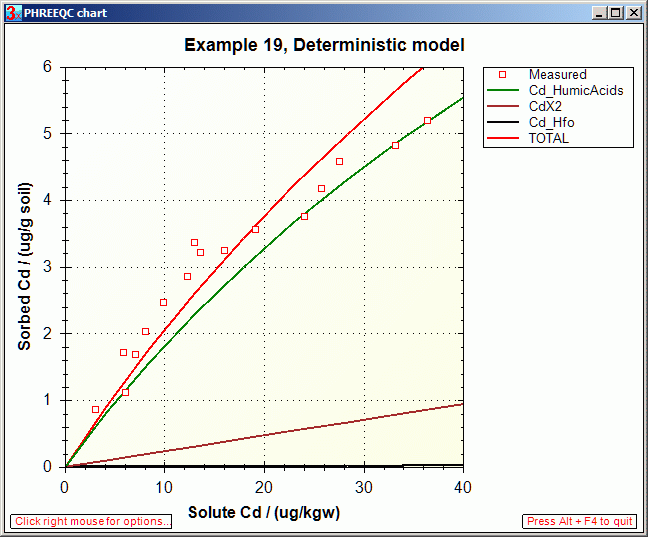 PHREEQC chart
Example 19, Deterministic model
Sorbed Cd / (ug/g soil)
6
5
4
3
2
1
0
0 10 20 30 40
Solute Cd / (ug/kgw)
Measured
Cd_HumicAcids
CdX2
Cd_Hfo
TOTAL
Click right mouse for options...
Press Alt + F4 to quit